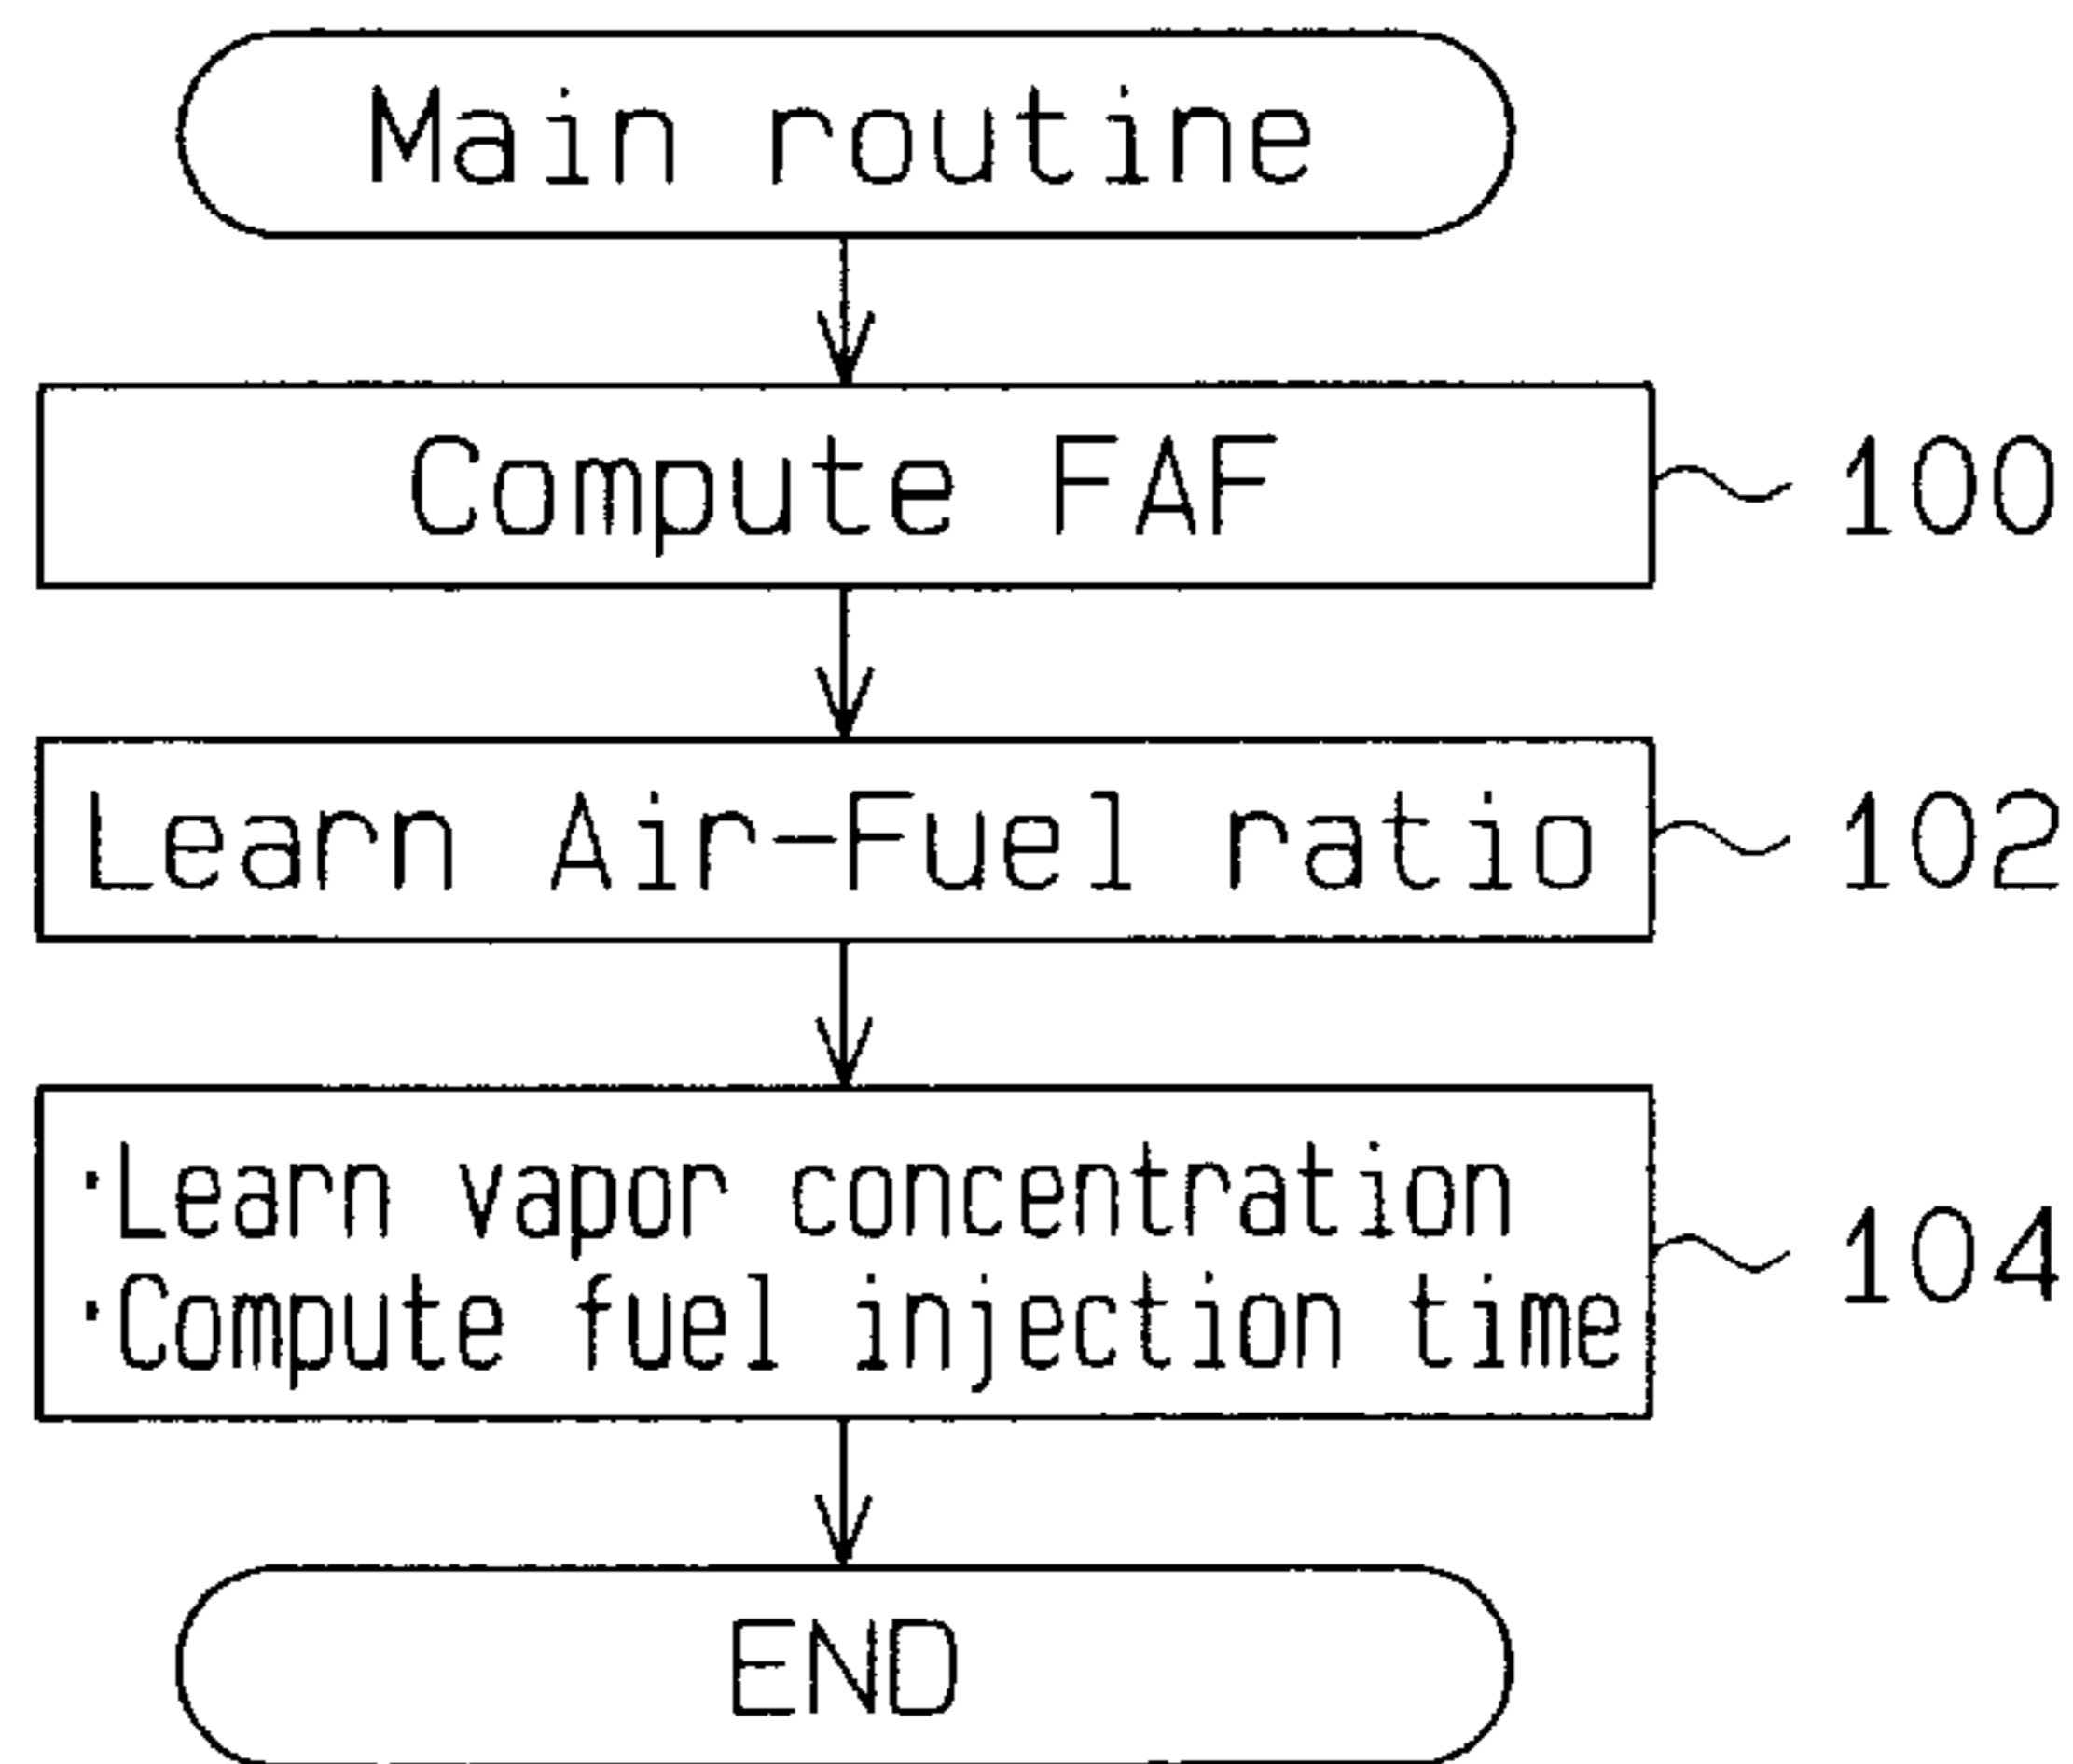 Main routine
Compute FAF
100
Learn Air-Fuel ratio
102
·Learn vapor concentration
·Compute fuel injection time
104
END